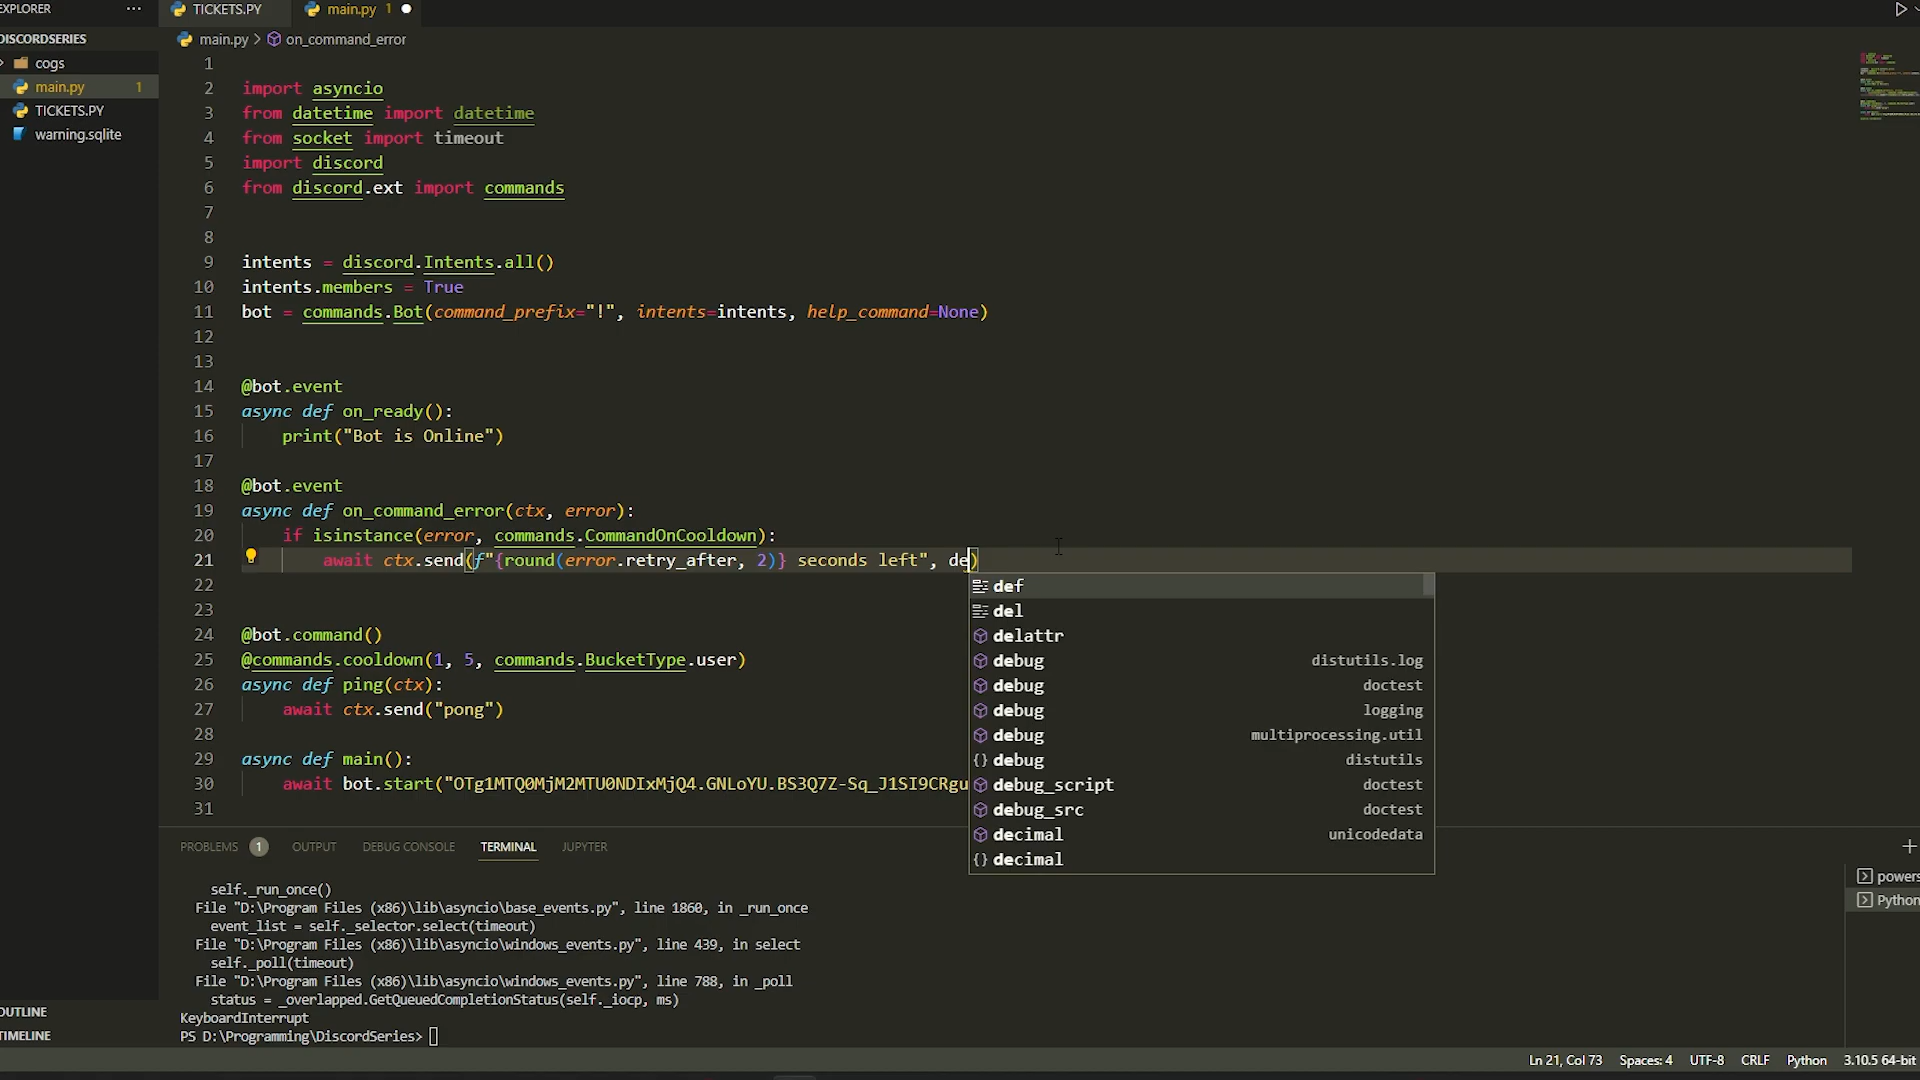 EXPLORER
···
TICKETS.PY
main.py 1
DISCORDSERIES
main.py > on_command_error
cogs
main.py 1
TICKETS.PY
warning.sqlite
1
2 import asyncio
3 from datetime import datetime
4 from socket import timeout
5 import discord
6 from discord.ext import commands
7
8
9 intents = discord.Intents.all()
10 intents.members = True
11 bot = commands.Bot(command_prefix="!", intents=intents, help_command=None)
12
13
14 @bot.event
15 async def on_ready():
16 print("Bot is Online")
17
18 @bot.event
19 async def on_command_error(ctx, error):
20 if isinstance(error, commands.CommandOnCooldown):
21 await ctx.send(f"{round(error.retry_after, 2)} seconds left", de)
22
23
24 @bot.command()
25 @commands.cooldown(1, 5, commands.BucketType.user)
26 async def ping(ctx):
27 await ctx.send("pong")
28
29 async def main():
30 await bot.start("OTg1MTQ0MjM2MTU0NDIxMjQ4.GNLoYU.BS3Q7Z-Sq_J1SI9CRgu
31
def
del
delattr
debug distutils.log
debug doctest
debug logging
debug multiprocessing.util
{} debug distutils
debug_script doctest
debug_src doctest
decimal unicodedata
{} decimal
PROBLEMS 1 OUTPUT DEBUG CONSOLE TERMINAL JUPYTER
self._run_once()
File "D:\Program Files (x86)\lib\asyncio\base_events.py", line 1860, in _run_once
event_list = self._selector.select(timeout)
File "D:\Program Files (x86)\lib\asyncio\windows_events.py", line 439, in select
self._poll(timeout)
File "D:\Program Files (x86)\lib\asyncio\windows_events.py", line 788, in _poll
status = _overlapped.GetQueuedCompletionStatus(self._iocp, ms)
KeyboardInterrupt
PS D:\Programming\DiscordSeries>
powers
Python
OUTLINE
TIMELINE
Ln 21, Col 73 Spaces: 4 UTF-8 CRLF Python 3.10.5 64-bit